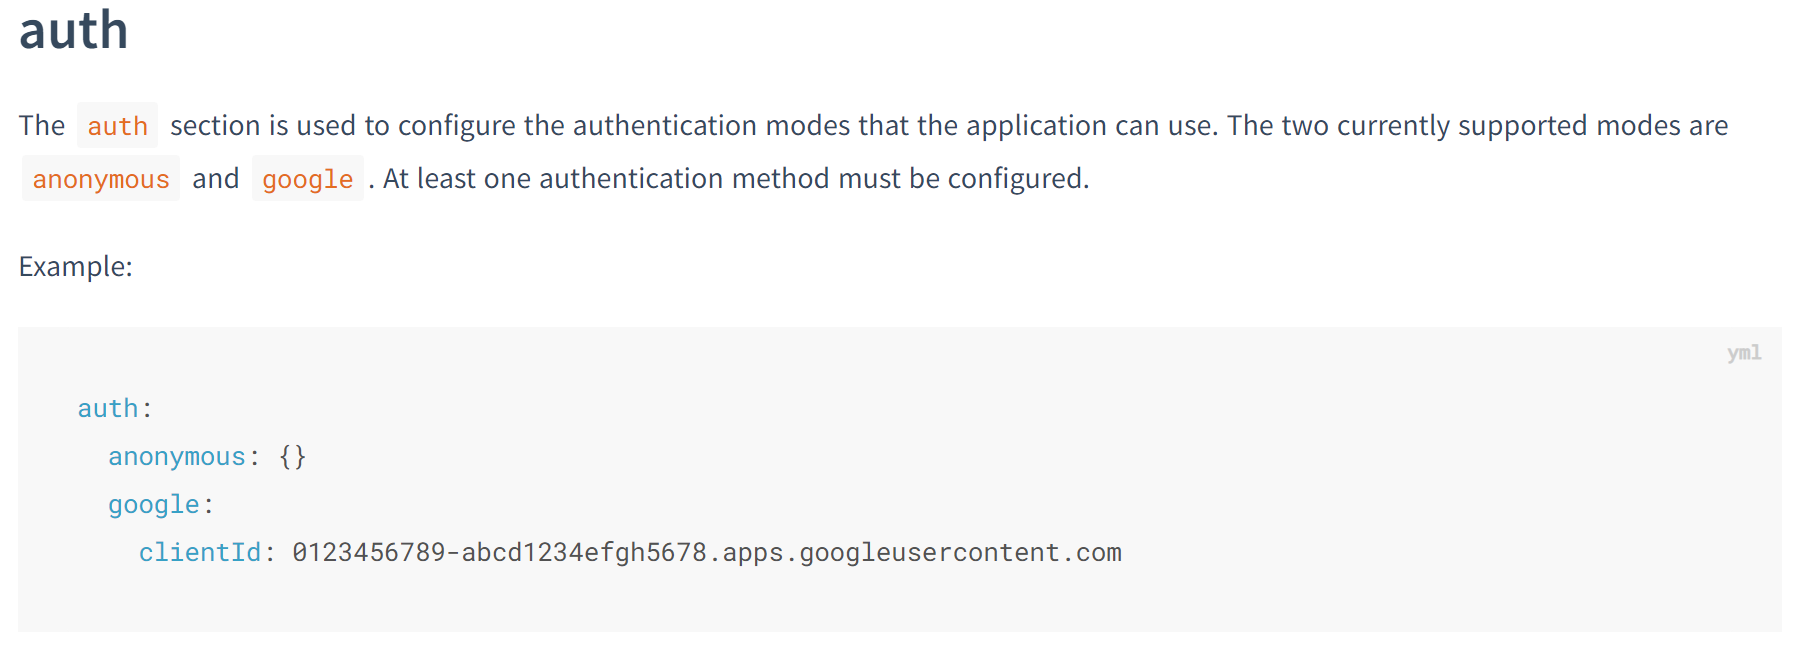 auth
The auth section is used to configure the authentication modes that the application can use. The two currently supported modes are
anonymous and google . At least one authentication method must be configured.
Example:
yml
auth:
  anonymous: {}
  google:
    clientId: 0123456789-abcd1234efgh5678.apps.googleusercontent.com